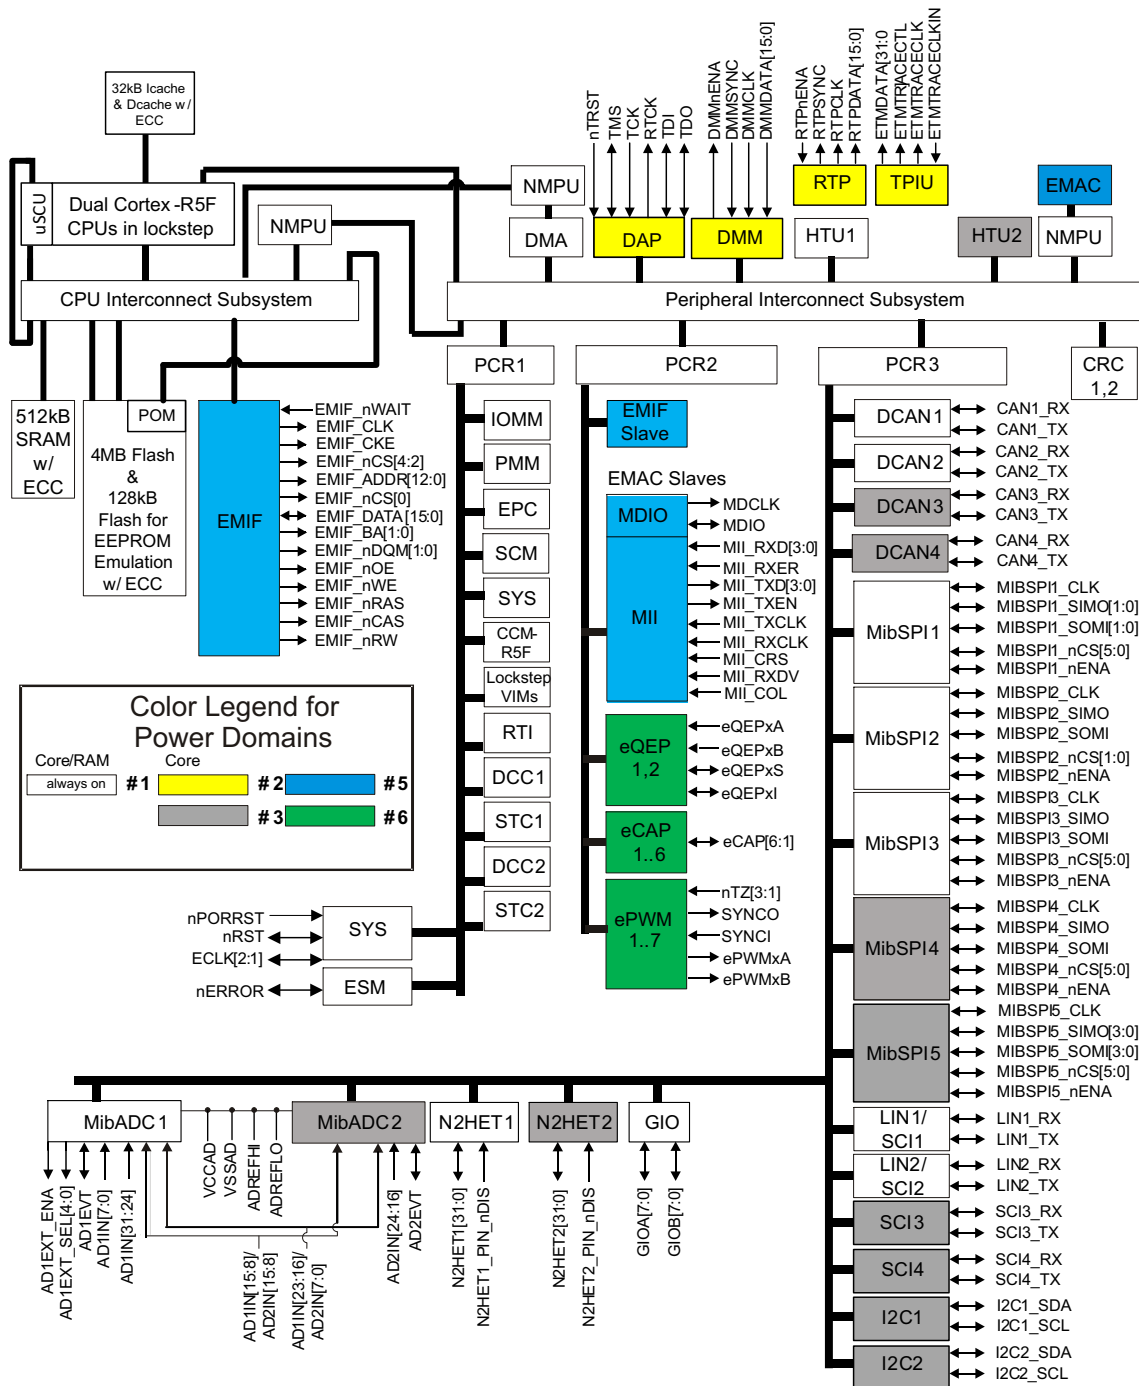 32kB Icache
& Dcache w/
ECC
uSCU
Dual Cortex -R5F
CPUs in lockstep
NMPU
CPU Interconnect Subsystem
nTRST
TMS
TCK
RTCK
TDI
TDO
DMMnENA
DMMSYNC
DMMCLK
DMMDATA[15:0]
RTPnENA
RTPSYNC
RTPCLK
RTPDATA[15:0]
ETMDATA[31:0]
ETMTRACECTL
ETMTRACECLK
ETMTRACECLKIN
NMPU
DMA
DAP
DMM
RTP
HTU1
TPIU
HTU2
EMAC
NMPU
Peripheral Interconnect Subsystem
PCR1
PCR2
PCR3
CRC
1,2
512kB
SRAM
w/
ECC
POM
4MB Flash
&
128kB
Flash for
EEPROM
Emulation
w/ ECC
EMIF
EMIF_nWAIT
EMIF_CLK
EMIF_CKE
EMIF_nCS[4:2]
EMIF_ADDR[12:0]
EMIF_nCS[0]
EMIF_DATA[15:0]
EMIF_BA[1:0]
EMIF_nDQM[1:0]
EMIF_nOE
EMIF_nWE
EMIF_nRAS
EMIF_nCAS
EMIF_nRW
IOMM
PMM
EPC
SCM
SYS
CCM-
R5F
Lockstep
VIMs
RTI
DCC1
STC1
DCC2
STC2
EMIF
Slave
EMAC Slaves
MDIO
MDCLK
MDIO
MII
MII_RXD[3:0]
MII_RXER
MII_TXD[3:0]
MII_TXEN
MII_TXCLK
MII_RXCLK
MII_CRS
MII_RXDV
MII_COL
eQEP
1,2
eQEPxA
eQEPxB
eQEPxS
eQEPxI
eCAP
1..6
eCAP[6:1]
ePWM
1..7
nTZ[3:1]
SYNCO
SYNCI
ePWMxA
ePWMxB
DCAN1
CAN1_RX
CAN1_TX
DCAN2
CAN2_RX
CAN2_TX
DCAN3
CAN3_RX
CAN3_TX
DCAN4
CAN4_RX
CAN4_TX
MibSPI1
MIBSPI1_CLK
MIBSPI1_SIMO[1:0]
MIBSPI1_SOMI[1:0]
MIBSPI1_nCS[5:0]
MIBSPI1_nENA
MibSPI2
MIBSPI2_CLK
MIBSPI2_SIMO
MIBSPI2_SOMI
MIBSPI2_nCS[1:0]
MIBSPI2_nENA
MibSPI3
MIBSPI3_CLK
MIBSPI3_SIMO
MIBSPI3_SOMI
MIBSPI3_nCS[5:0]
MIBSPI3_nENA
MibSPI4
MIBSPI4_CLK
MIBSPI4_SIMO
MIBSPI4_SOMI
MIBSPI4_nCS[5:0]
MIBSPI4_nENA
MibSPI5
MIBSPI5_CLK
MIBSPI5_SIMO[3:0]
MIBSPI5_SOMI[3:0]
MIBSPI5_nCS[5:0]
MIBSPI5_nENA
LIN1/
SCI1
LIN1_RX
LIN1_TX
LIN2/
SCI2
LIN2_RX
LIN2_TX
SCI3
SCI3_RX
SCI3_TX
SCI4
SCI4_RX
SCI4_TX
I2C1
I2C1_SDA
I2C1_SCL
I2C2
I2C2_SDA
I2C2_SCL
Color Legend for
Power Domains
Core/RAM
Core
always on
#1
#2
#5
#3
#6
nPORRST
nRST
ECLK[2:1]
SYS
nERROR
ESM
MibADC1
MibADC2
N2HET1
N2HET2
GIO
AD1EXT_ENA
AD1EXT_SEL[4:0]
AD1EVT
AD1IN[7:0]
AD1IN[31:24]
VCCAD
VSSAD
ADREFHI
ADREFLO
AD1IN[15:8]/
AD2IN[15:8]
AD1IN[23:16]/
AD2IN[7:0]
AD2IN[24:16]
AD2EVT
N2HET1[31:0]
N2HET1_PIN_nDIS
N2HET2[31:0]
N2HET2_PIN_nDIS
GIOA[7:0]
GIOB[7:0]